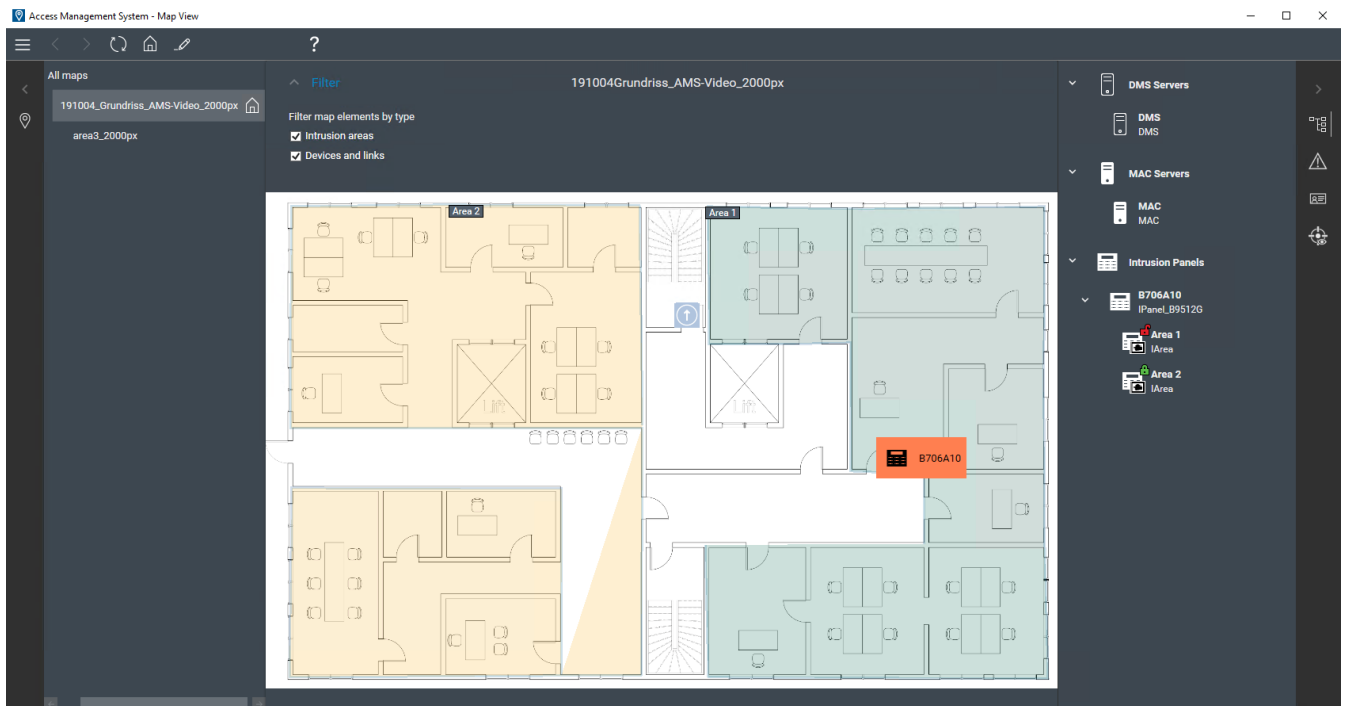 Access Management System - Map View
?
All maps
191004_Grundriss_AMS-Video_2000px
area3_2000px
Filter
191004Grundriss_AMS-Video_2000px
Filter map elements by type
Intrusion areas
Devices and links
Area 2
Area 1
Lift
Lift
B706A10
DMS Servers
DMS
DMS
MAC Servers
MAC
MAC
Intrusion Panels
B706A10
IPanel_B9512G
Area 1
IArea
Area 2
IArea